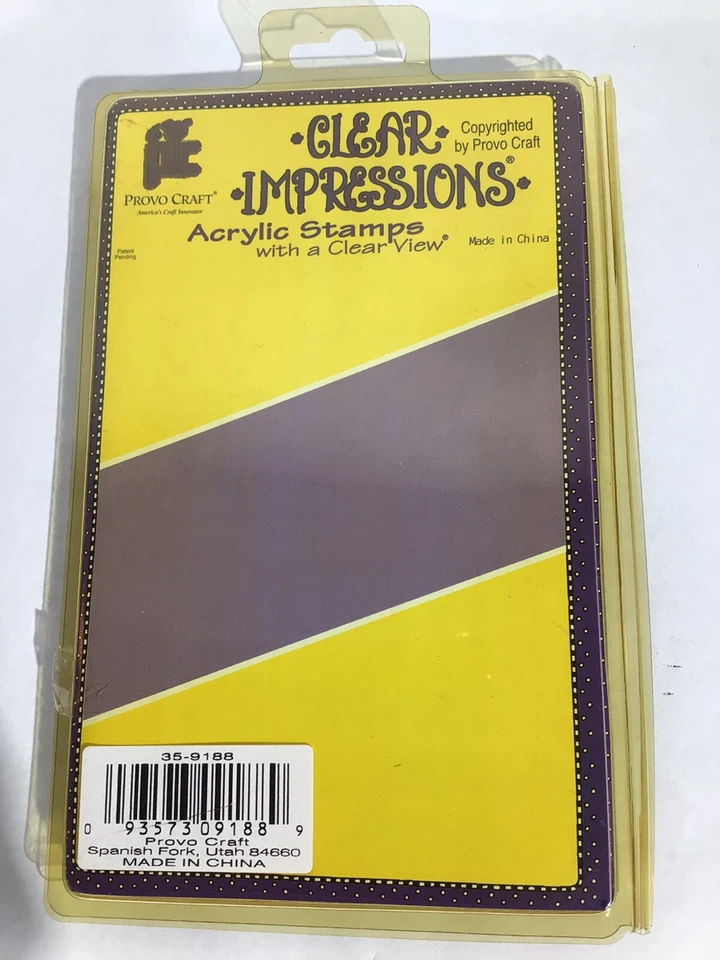 PROVO CRAFT®
America's Craft Innovator
Patent
Pending
•CLEAR•
•IMPRESSIONS®•
Acrylic Stamps
with a Clear View®
Copyrighted
by Provo Craft
Made in China
35-9188
0 93573 09188 9
Provo Craft
Spanish Fork, Utah 84660
MADE IN CHINA